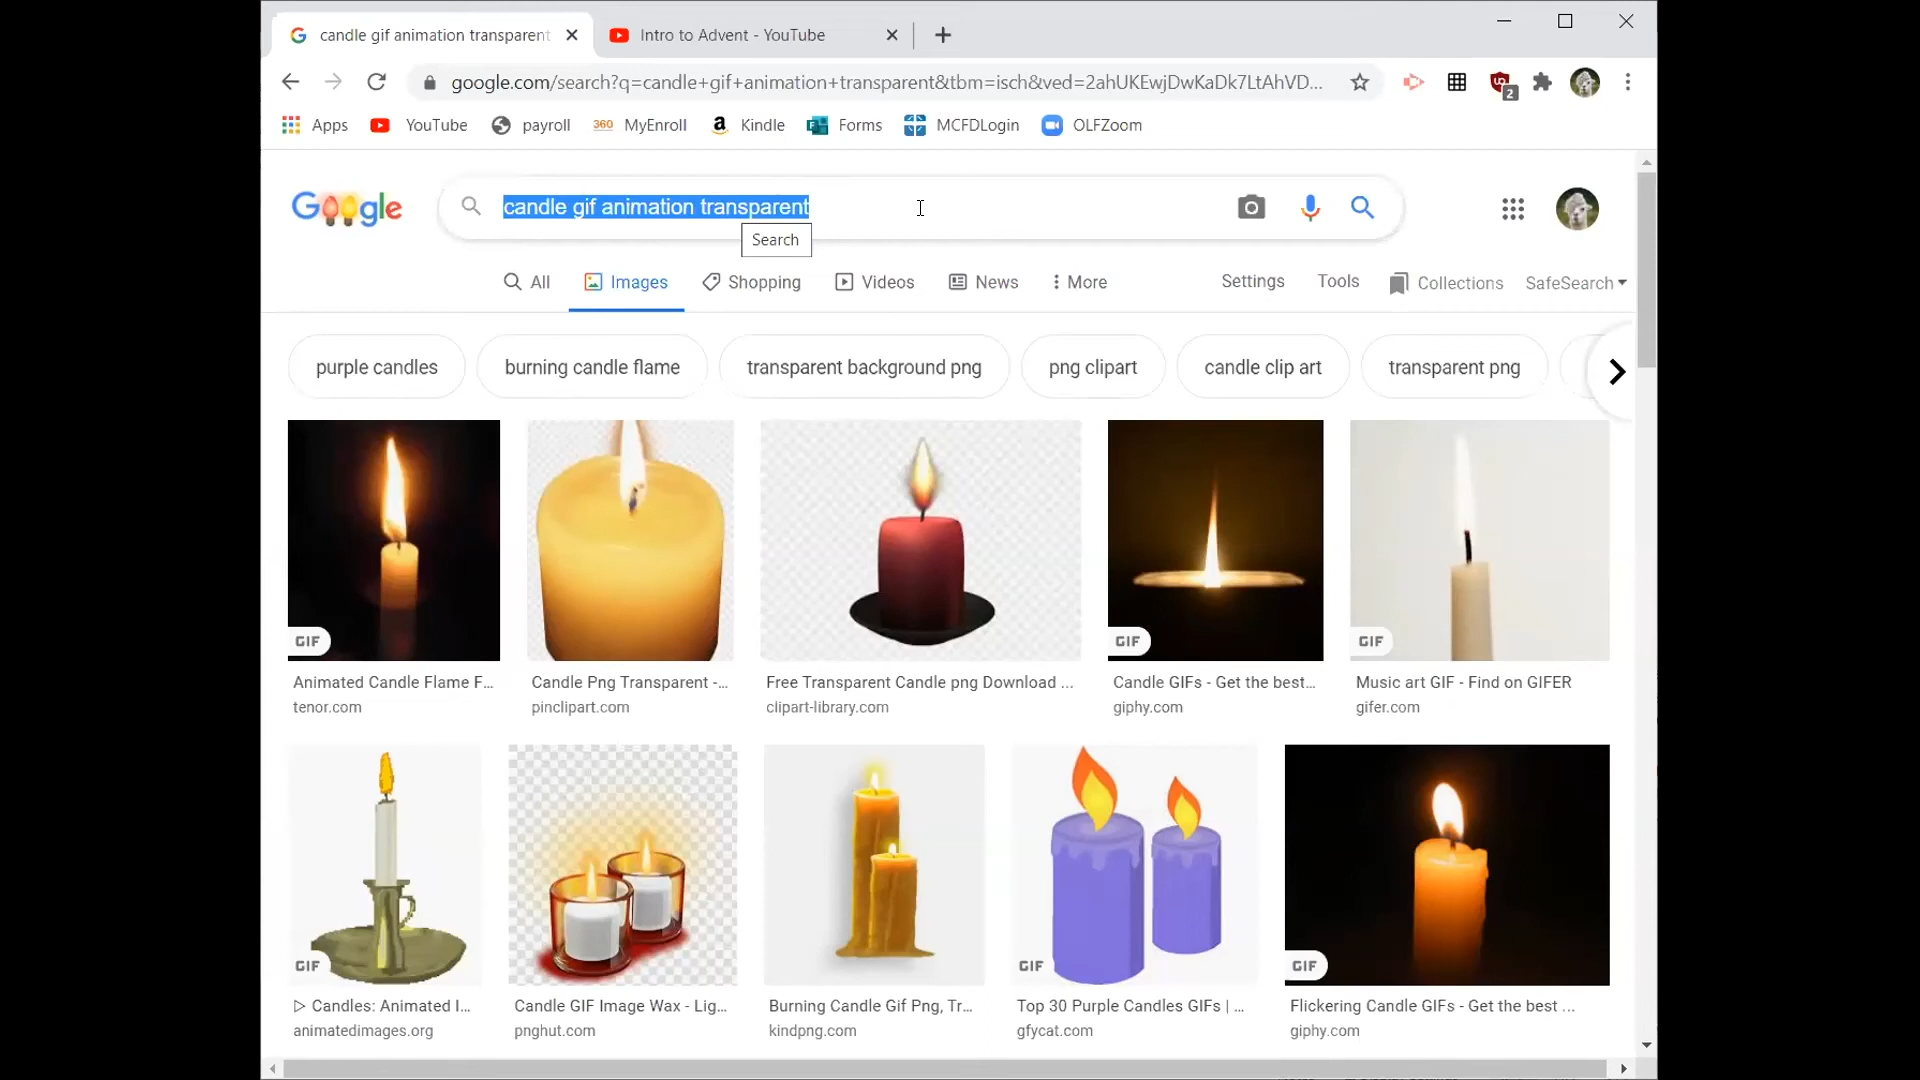 candle gif animation transparent
Intro to Advent - YouTube
google.com/search?q=candle+gif+animation+transparent&tbm=isch&ved=2ahUKEwjDwKaDk7LtAhVD...
2
Apps YouTube payroll 360 MyEnroll a Kindle Forms MCFDLogin OLFZoom
Google
candle gif animation transparent
Search
All Images Shopping Videos News More Settings Tools Collections SafeSearch
purple candles burning candle flame transparent background png png clipart candle clip art transparent png
GIF GIF GIF
Animated Candle Flame F... Candle Png Transparent -... Free Transparent Candle png Download ... Candle GIFs - Get the best... Music art GIF - Find on GIFER
tenor.com pinclipart.com clipart-library.com giphy.com gifer.com
GIF GIF GIF
▷ Candles: Animated I... Candle GIF Image Wax - Lig... Burning Candle Gif Png, Tr... Top 30 Purple Candles GIFs | ... Flickering Candle GIFs - Get the best ...
animatedimages.org pnghut.com kindpng.com gfycat.com giphy.com